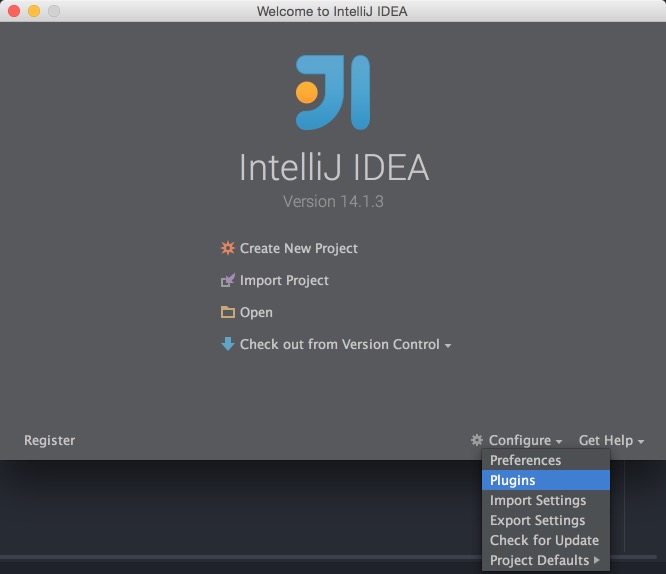 Welcome to IntelliJ IDEA
IntelliJ IDEA
Version 14.1.3
Create New Project
Import Project
Open
Check out from Version Control
Register
Configure
Get Help
Preferences
Plugins
Import Settings
Export Settings
Check for Update
Project Defaults